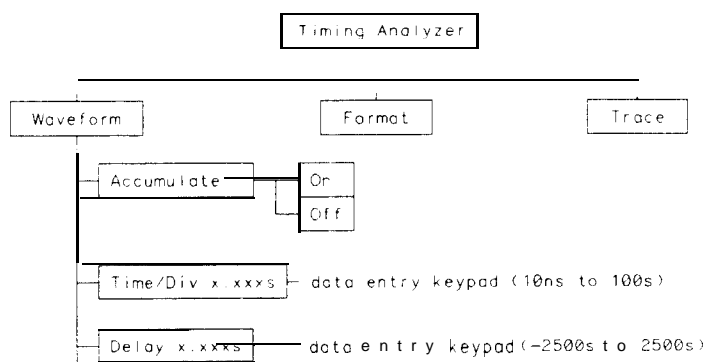 Timing Analyzer
Waveform Format Trace
Accumulate On
Off
Time/Div x.xxxs data entry keypad (10ns to 100s)
Delay x.xxxs data entry keypad (-2500s to 2500s)